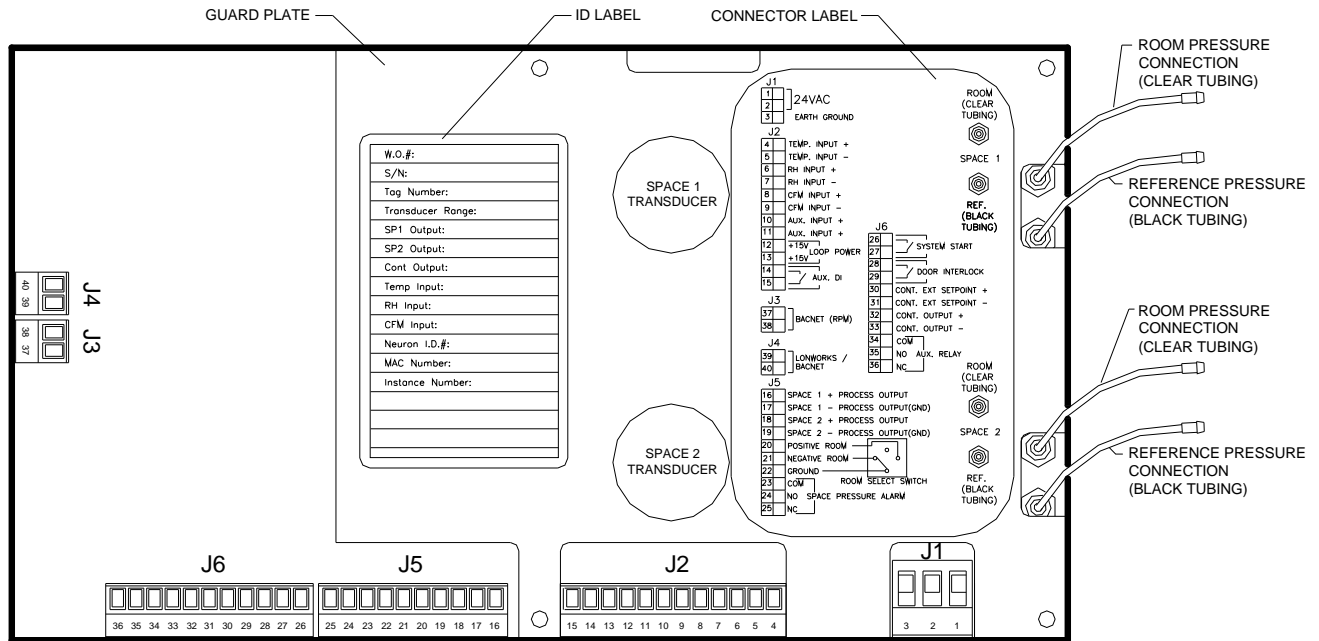 GUARD PLATE
ID LABEL
CONNECTOR LABEL
ROOM PRESSURE
CONNECTION
(CLEAR TUBING)
REFERENCE PRESSURE
CONNECTION
(BLACK TUBING)
ROOM PRESSURE
CONNECTION
(CLEAR TUBING)
REFERENCE PRESSURE
CONNECTION
(BLACK TUBING)
W.O.#:
S/N:
Tag Number:
Transducer Range:
SP1 Output:
SP2 Output:
Cont Output:
Temp Input:
RH Input:
CFM Input:
Neuron I.D.#:
MAC Number:
Instance Number:
SPACE 1
TRANSDUCER
SPACE 2
TRANSDUCER
J1
1
2
3
24VAC
EARTH GROUND
J2
4 TEMP. INPUT +
5 TEMP. INPUT -
6 RH INPUT +
7 RH INPUT -
8 CFM INPUT +
9 CFM INPUT -
10 AUX. INPUT +
11 AUX. INPUT +
12 +15V
13 +15V
LOOP POWER
14
15
AUX. DI
J3
37
38
BACNET (RPM)
J4
39
40
LONWORKS /
BACNET
J5
16 SPACE 1 + PROCESS OUTPUT
17 SPACE 1 - PROCESS OUTPUT(GND)
18 SPACE 2 + PROCESS OUTPUT
19 SPACE 2 - PROCESS OUTPUT(GND)
20 POSITIVE ROOM
21 NEGATIVE ROOM
22 GROUND
ROOM SELECT SWITCH
23 COM
24 NO SPACE PRESSURE ALARM
25 NC
J6
26
27
SYSTEM START
28
29
DOOR INTERLOCK
30 CONT. EXT SETPOINT +
31 CONT. EXT SETPOINT -
32 CONT. OUTPUT +
33 CONT. OUTPUT -
34 COM
35 NO AUX. RELAY
36 NC
ROOM
(CLEAR
TUBING)
SPACE 1
REF.
(BLACK
TUBING)
ROOM
(CLEAR
TUBING)
SPACE 2
REF.
(BLACK
TUBING)
40 39
J4
38 37
J3
J6
36 35 34 33 32 31 30 29 28 27 26
J5
25 24 23 22 21 20 19 18 17 16
J2
15 14 13 12 11 10 9 8 7 6 5 4
J1
3 2 1